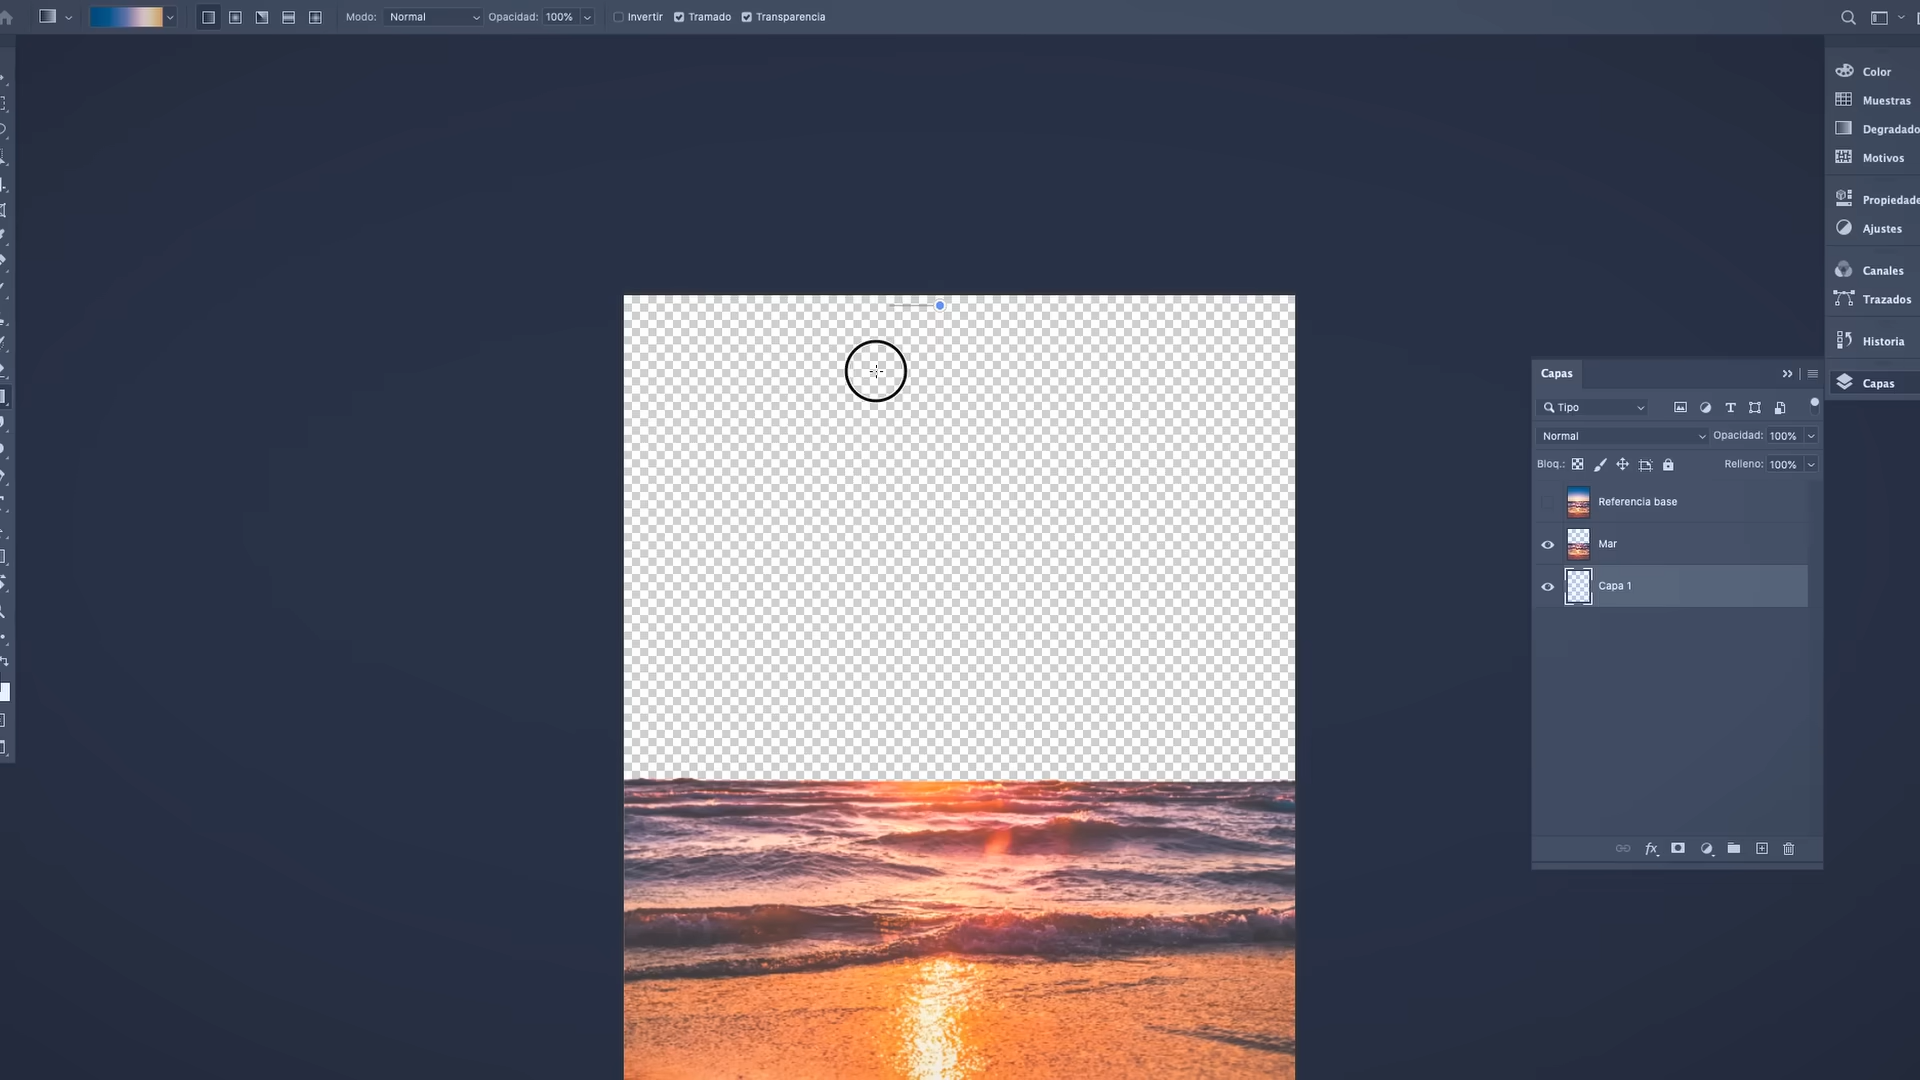 Modo: Normal Opacidad: 100% Invertir Tramado Transparencia
Color
Muestras
Degradado
Motivos
Propiedade
Ajustes
Canales
Trazados
Historia
Capas
Capas
Tipo
Normal Opacidad: 100%
Bloq.: Relleno: 100%
Referencia base
Mar
Capa 1
fx